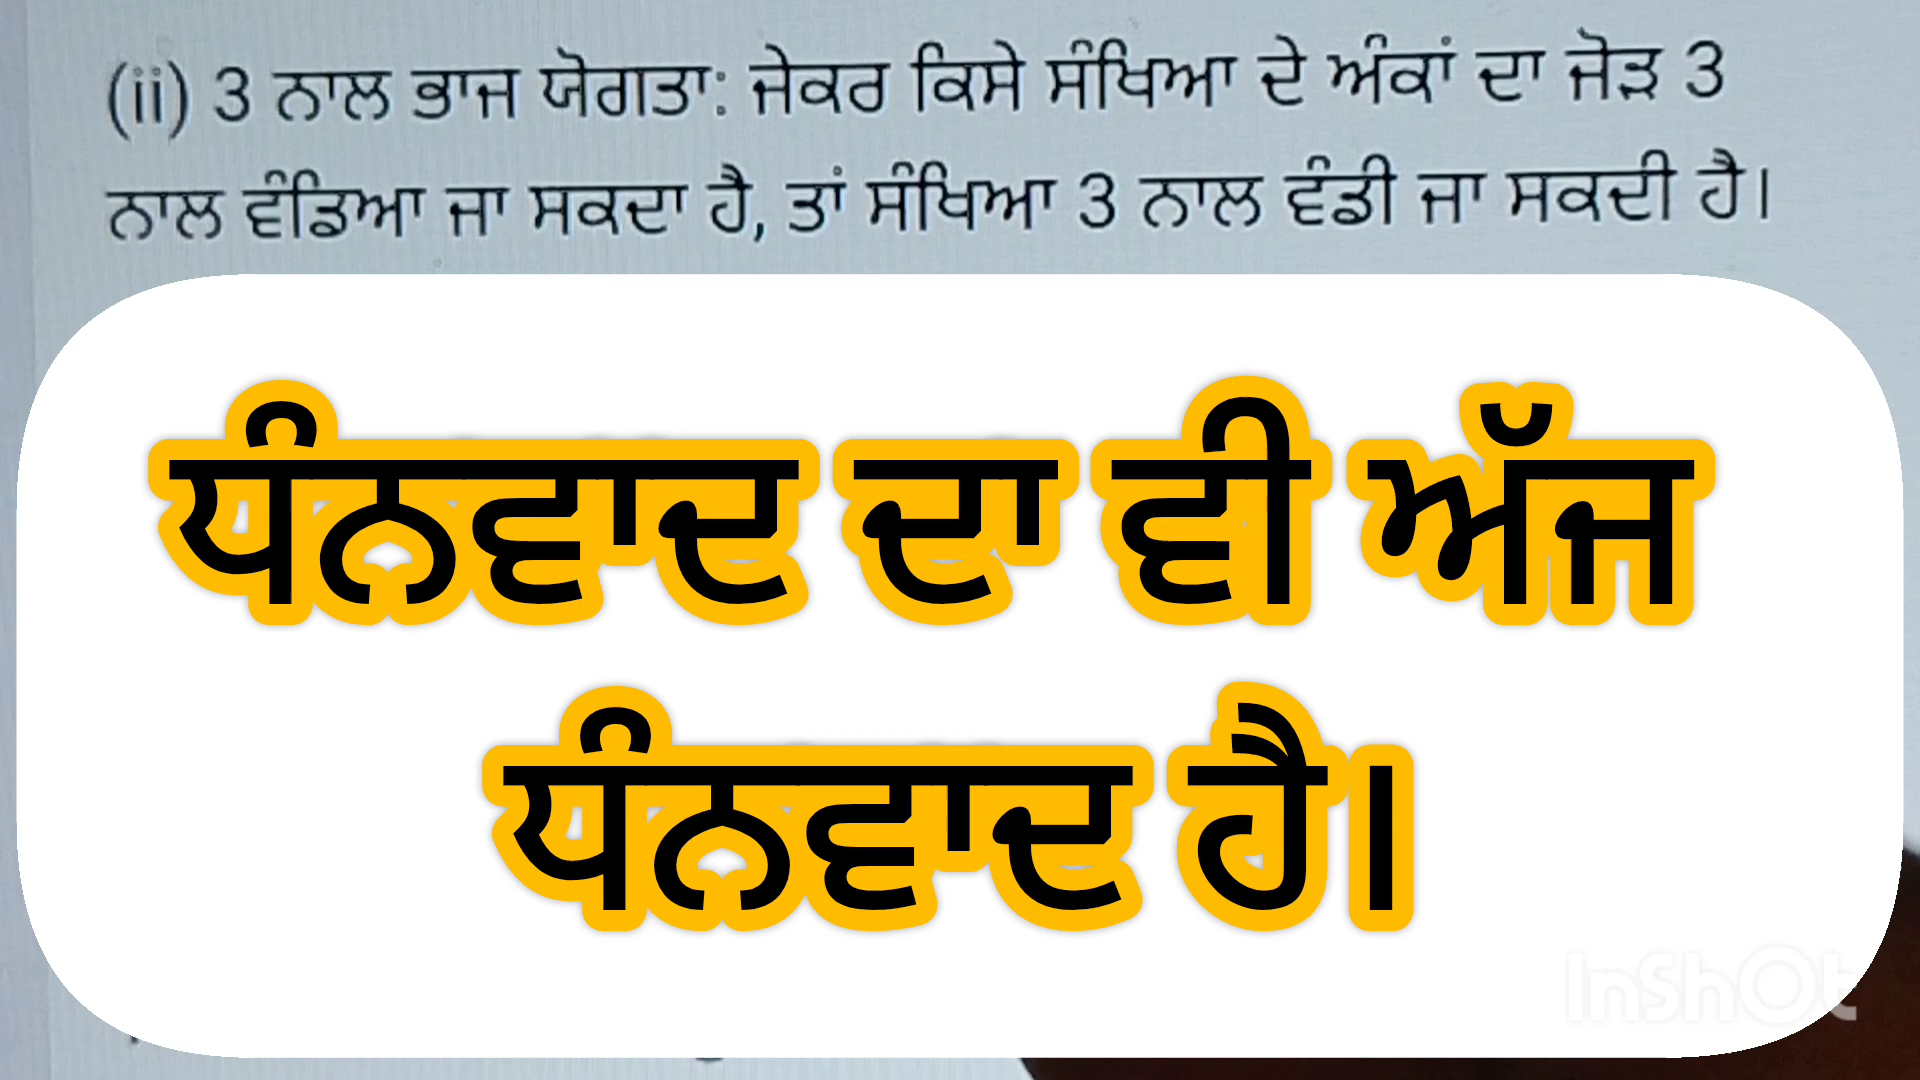 (ii) 3 ਨਾਲ ਭਾਜ ਯੋਗਤਾ: ਜੇਕਰ ਕਿਸੇ ਸੰਖਿਆ ਦੇ ਅੰਕਾਂ ਦਾ ਜੋੜ 3
ਨਾਲ ਵੰਡਿਆ ਜਾ ਸਕਦਾ ਹੈ, ਤਾਂ ਸੰਖਿਆ 3 ਨਾਲ ਵੰਡੀ ਜਾ ਸਕਦੀ ਹੈ।
ਧੰਨਵਾਦ ਦਾ ਵੀ ਅੱਜ
ਧੰਨਵਾਦ ਹੈ।
InShOt